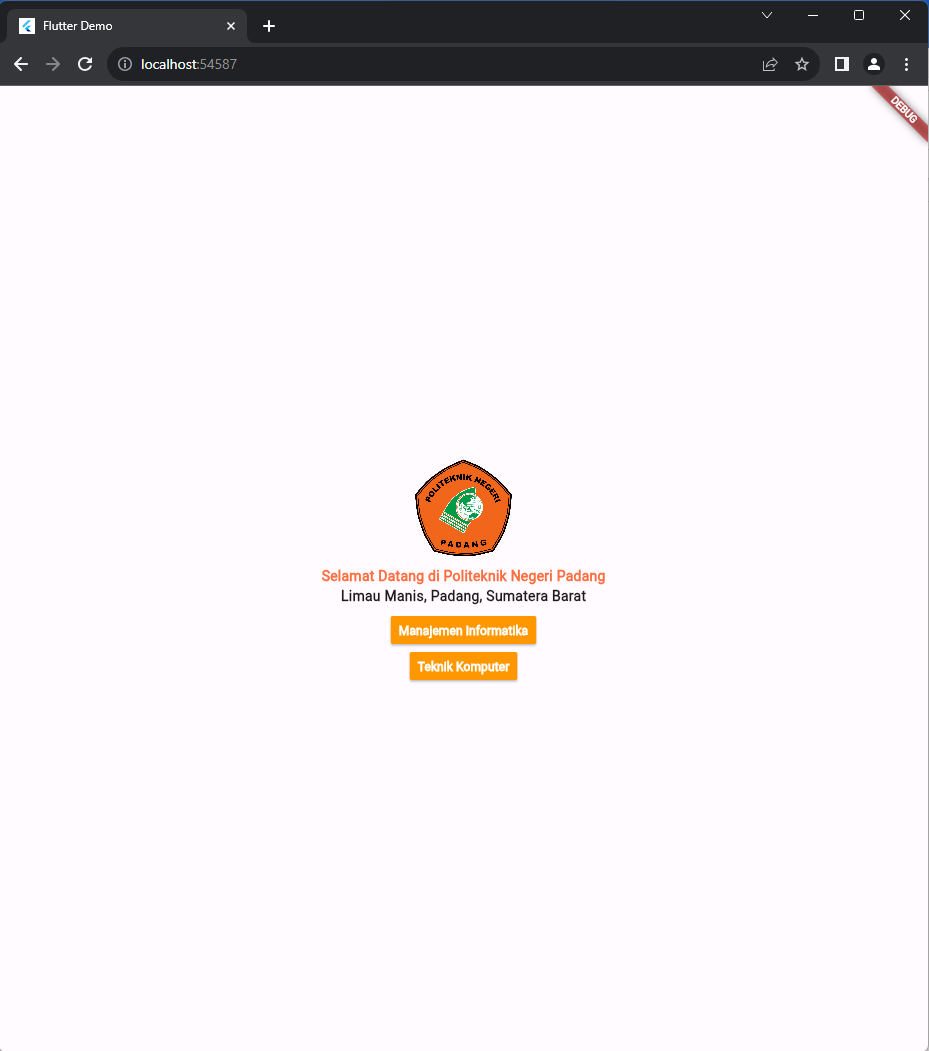 Flutter Demo
localhost:54587
DEBUG
POLITEKNIK NEGERI
PADANG
Selamat Datang di Politeknik Negeri Padang
Limau Manis, Padang, Sumatera Barat
Manajemen Informatika
Teknik Komputer